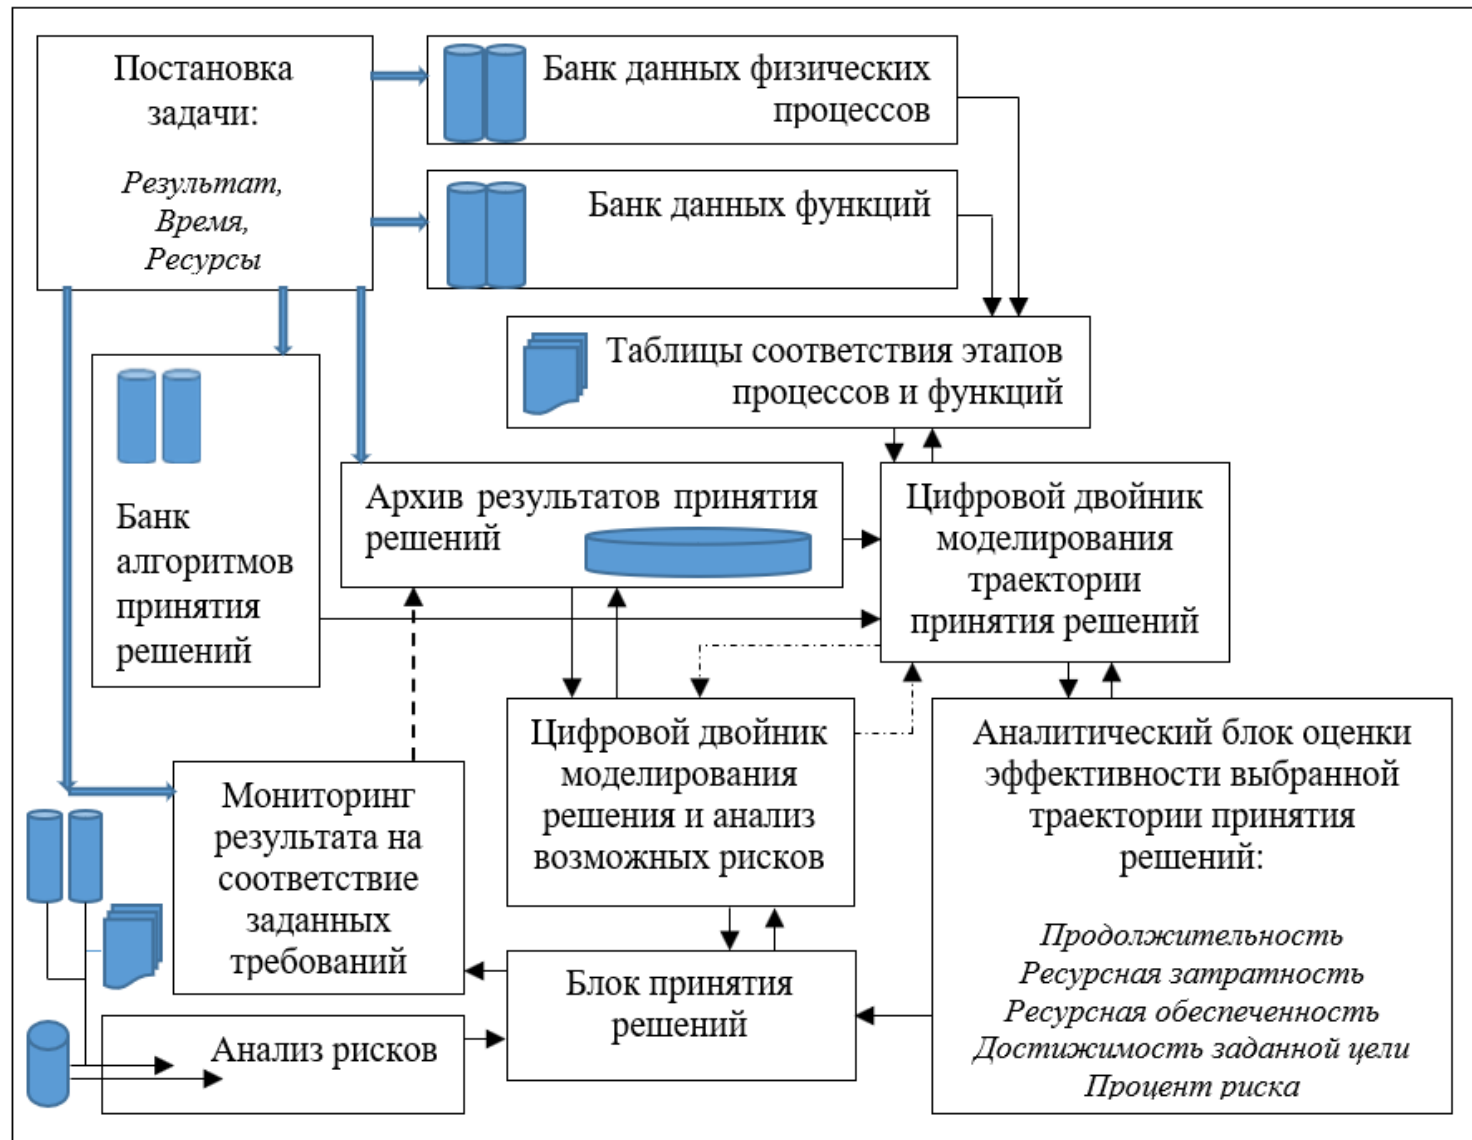 Постановка
задачи:
Результат,
Время,
Ресурсы
Банк данных физических
процессов
Банк данных функций
Таблицы соответствия этапов
процессов и функций
Банк
алгоритмов
принятия
решений
Архив результатов принятия
решений
Цифровой двойник
моделирования
траектории
принятия решений
Цифровой двойник
моделирования
решения и анализ
возможных рисков
Аналитический блок оценки
эффективности выбранной
траектории принятия
решений:
Продолжительность
Ресурсная затратность
Ресурсная обеспеченность
Достижимость заданной цели
Процент риска
Мониторинг
результата на
соответствие
заданных
требований
Блок принятия
решений
Анализ рисков